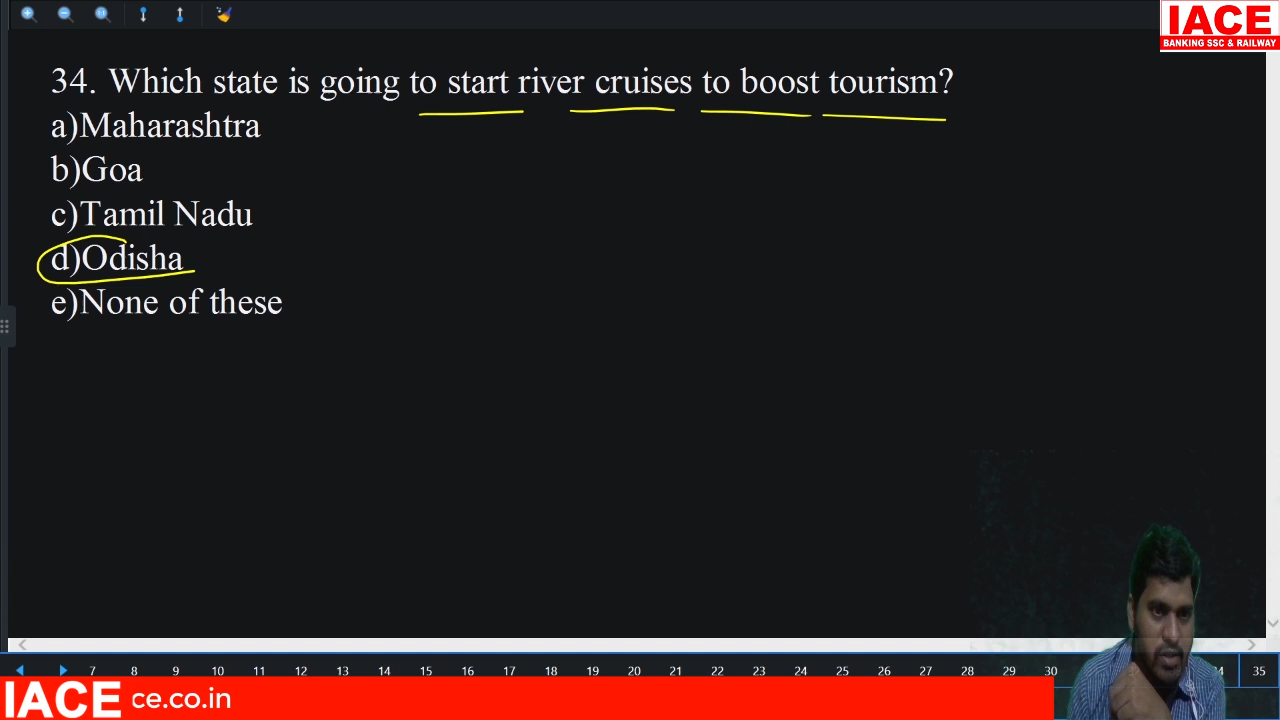 IACE
BANKING SSC & RAILWAY
34. Which state is going to start river cruises to boost tourism?
a)Maharashtra
b)Goa
c)Tamil Nadu
d)Odisha
e)None of these
7 8 9 10 11 12 13 14 15 16 17 18 19 20 21 22 23 24 25 26 27 28 29 30 35
IACE ce.co.in